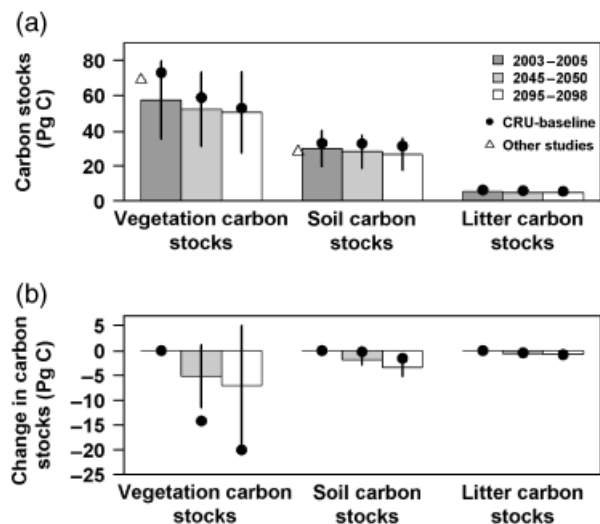 (a)
Carbon stocks
(Pg C)
80
60
40
20
0
2003–2005
2045–2050
2095–2098
CRU-baseline
Other studies
Vegetation carbon
stocks
Soil carbon
stocks
Litter carbon
stocks
(b)
Change in carbon
stocks (Pg C)
5
0
–5
–10
–15
–20
–25
Vegetation carbon
stocks
Soil carbon
stocks
Litter carbon
stocks